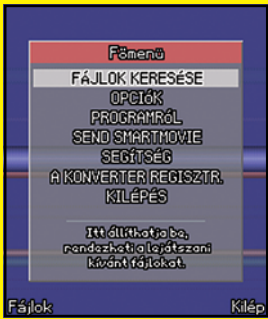 Főmenü
FÁJLOK KERESÉSE
OPCIÓK
PROGRAMRÓL
SEND SMARTMOVIE
SEGÍTSÉG
A KONVERTER REGISZTR.
KILÉPÉS
Itt állíthatja be,
rendezheti a lejátszani
kívánt fájlokat.
Fájlok
Kilép